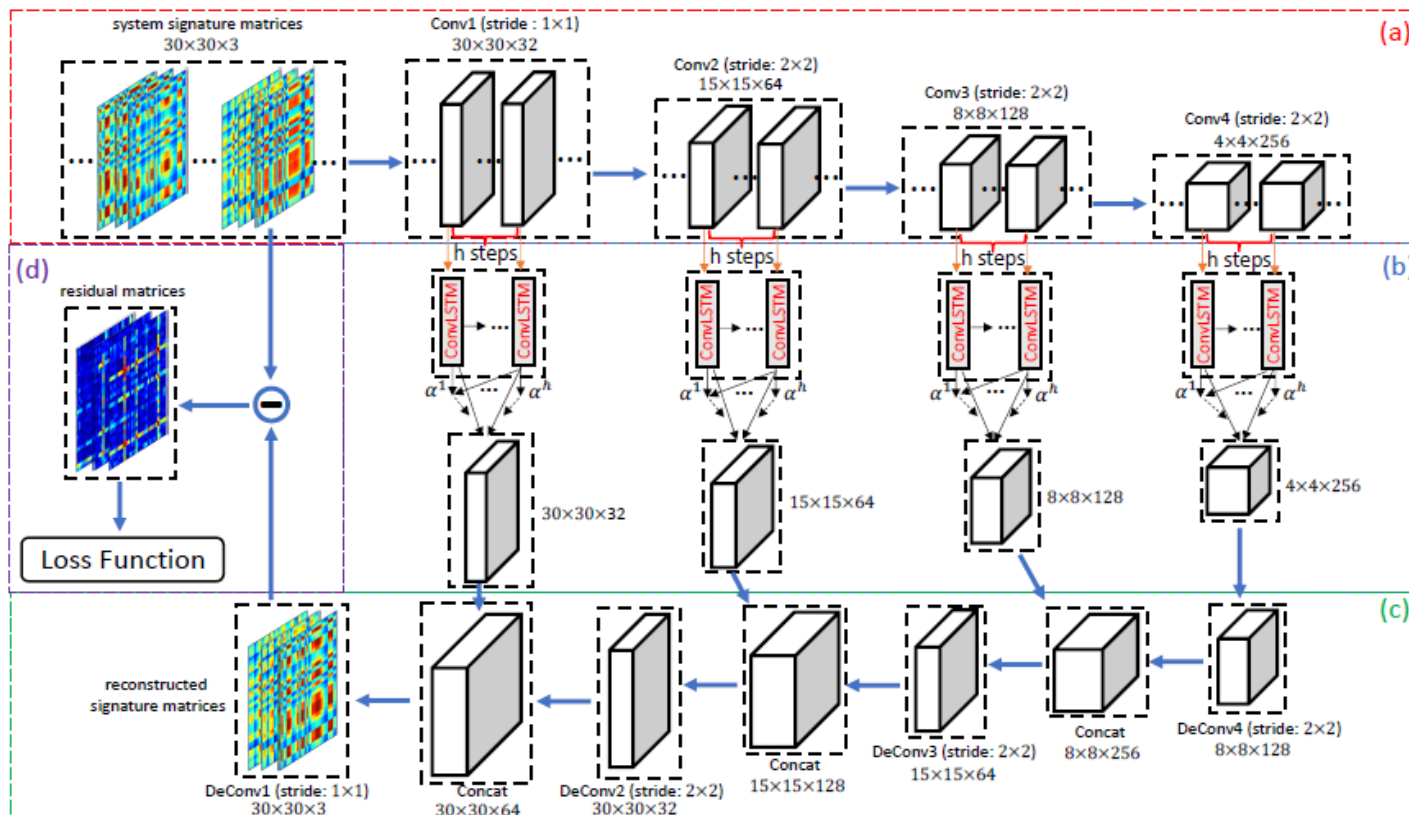 system signature matrices
30×30×3
Conv1 (stride : 1×1)
30×30×32
Conv2 (stride: 2×2)
15×15×64
Conv3 (stride: 2×2)
8×8×128
Conv4 (stride: 2×2)
4×4×256
(a)
h steps
h steps
h steps
h steps
(b)
ConvLSTM
...
ConvLSTM
ConvLSTM
...
ConvLSTM
ConvLSTM
...
ConvLSTM
ConvLSTM
...
ConvLSTM
α¹ ... αʰ
α¹ ... αʰ
α¹ ... αʰ
α¹ ... αʰ
30×30×32
15×15×64
8×8×128
4×4×256
(d)
residual matrices
Loss Function
(c)
reconstructed
signature matrices
DeConv1 (stride: 1×1)
30×30×3
Concat
30×30×64
DeConv2 (stride: 2×2)
30×30×32
Concat
15×15×128
DeConv3 (stride: 2×2)
15×15×64
Concat
8×8×256
DeConv4 (stride: 2×2)
8×8×128